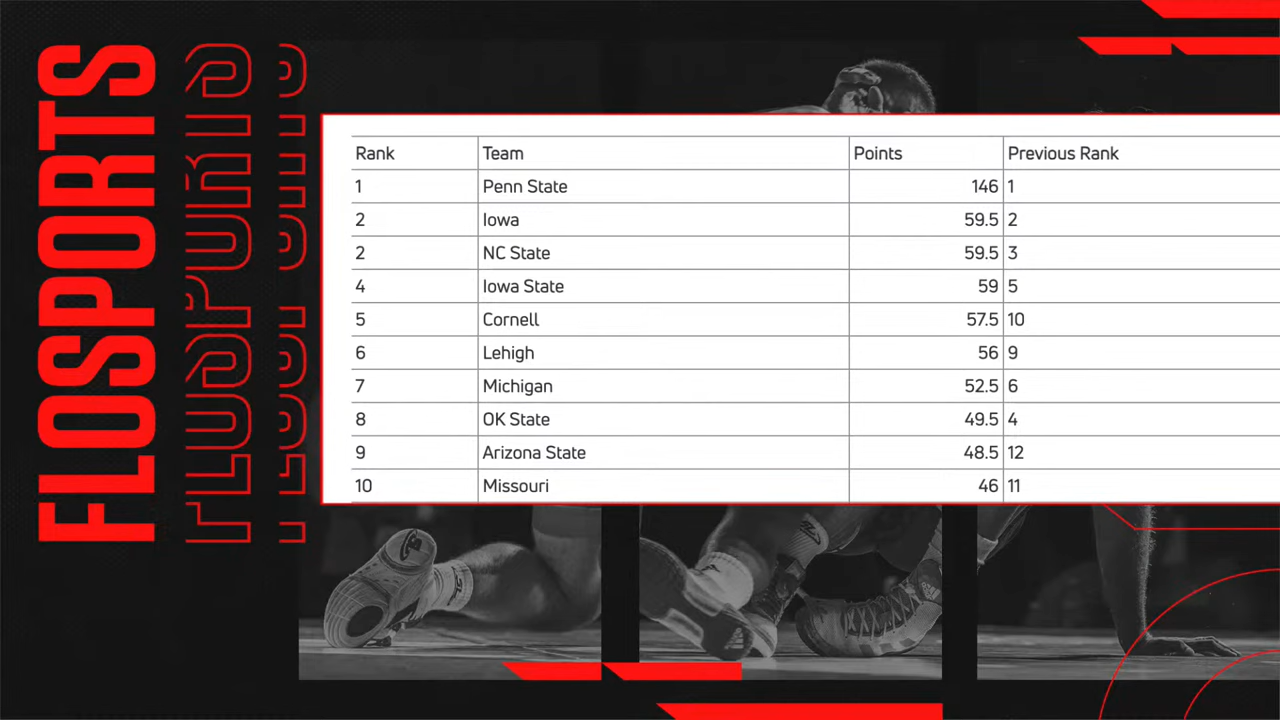 FLOSPORTS
FLOSPORTS
FLOSPORTS
Rank Team Points Previous Rank
1 Penn State 146 1
2 Iowa 59.5 2
2 NC State 59.5 3
4 Iowa State 59 5
5 Cornell 57.5 10
6 Lehigh 56 9
7 Michigan 52.5 6
8 OK State 49.5 4
9 Arizona State 48.5 12
10 Missouri 46 11